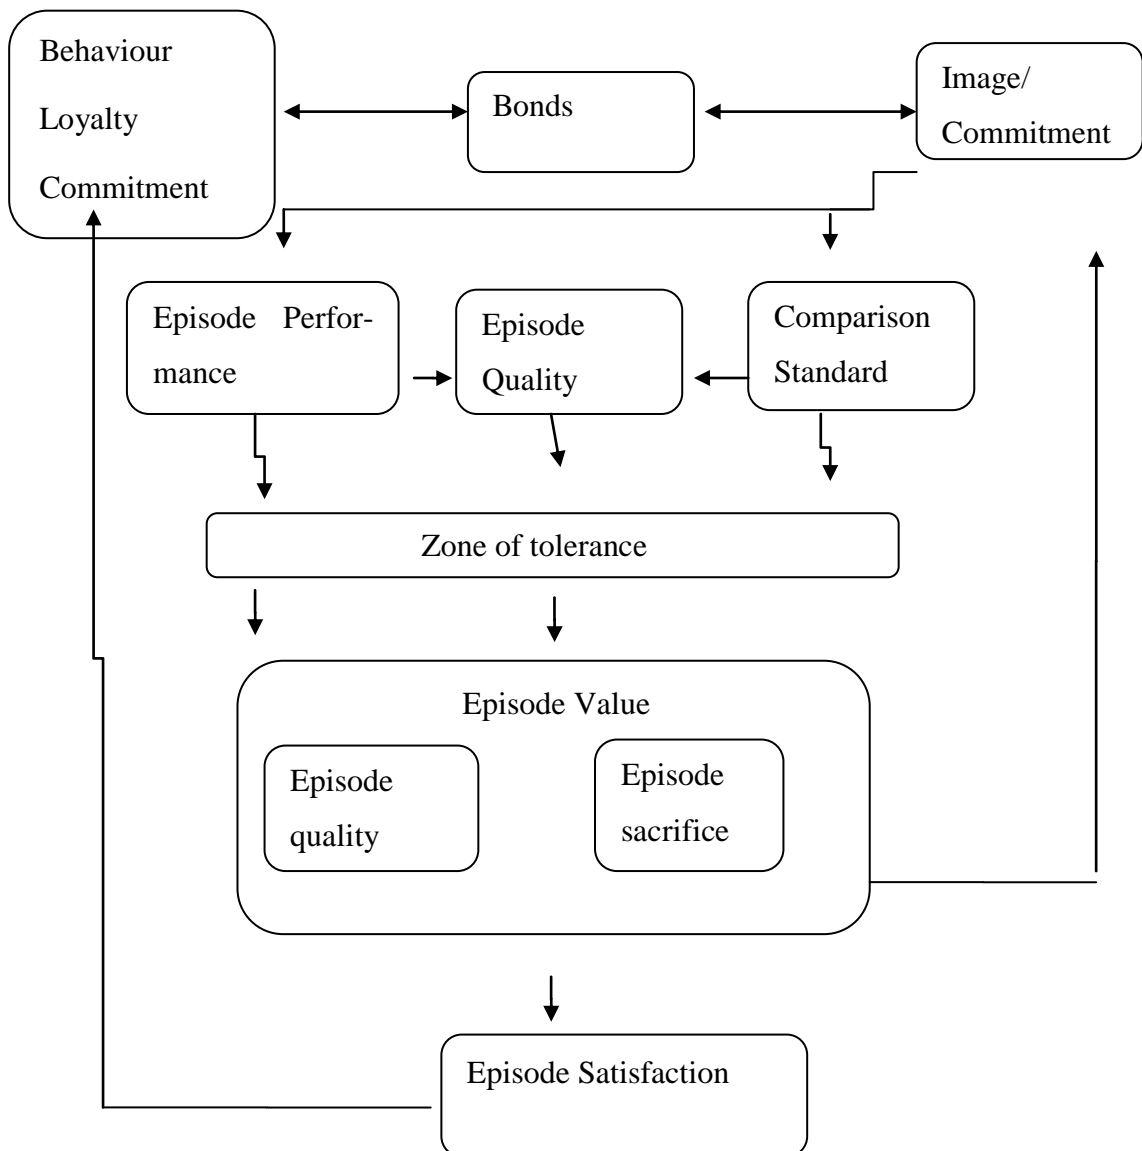 Behaviour
Loyalty
Commitment
Bonds
Image/
Commitment
Episode Perfor-
mance
Episode
Quality
Comparison
Standard
Zone of tolerance
Episode Value
Episode
quality
Episode
sacrifice
Episode Satisfaction